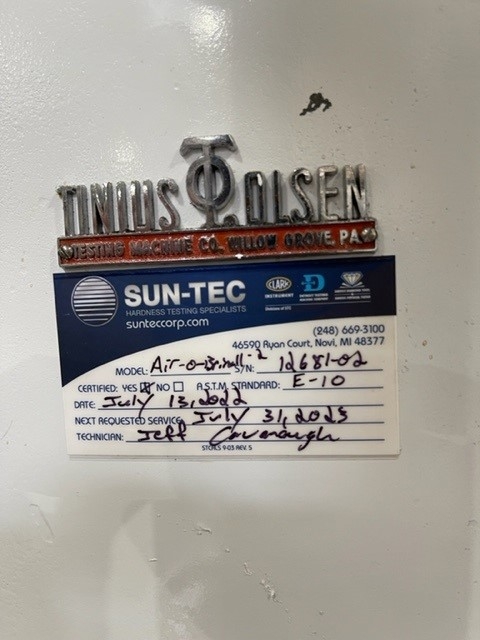 TINIUS OLSEN
TESTING MACHINE CO. WILLOW GROVE, PA.
SUN-TEC
HARDNESS TESTING SPECIALISTS
sunteccorp.com
CLARK
INSTRUMENT
(248) 669-3100
46590 Ryan Court, Novi, MI 48377
MODEL: Air-o-Brinell-2 S/N: 12681-02
CERTIFIED: YES NO A.S.T.M. STANDARD: E-10
DATE: July 13, 2022
NEXT REQUESTED SERVICE: July 31, 2023
TECHNICIAN: Jeff Cavanaugh